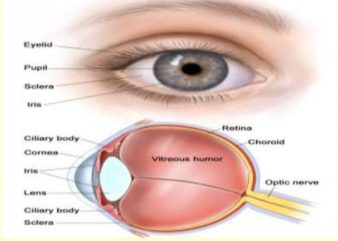 Eyelid
Pupil
Sclera
Iris
Retina
Choroid
Ciliary body
Cornea
Vitreous humor
Iris
Optic nerve
Lens
Ciliary body
Sclera